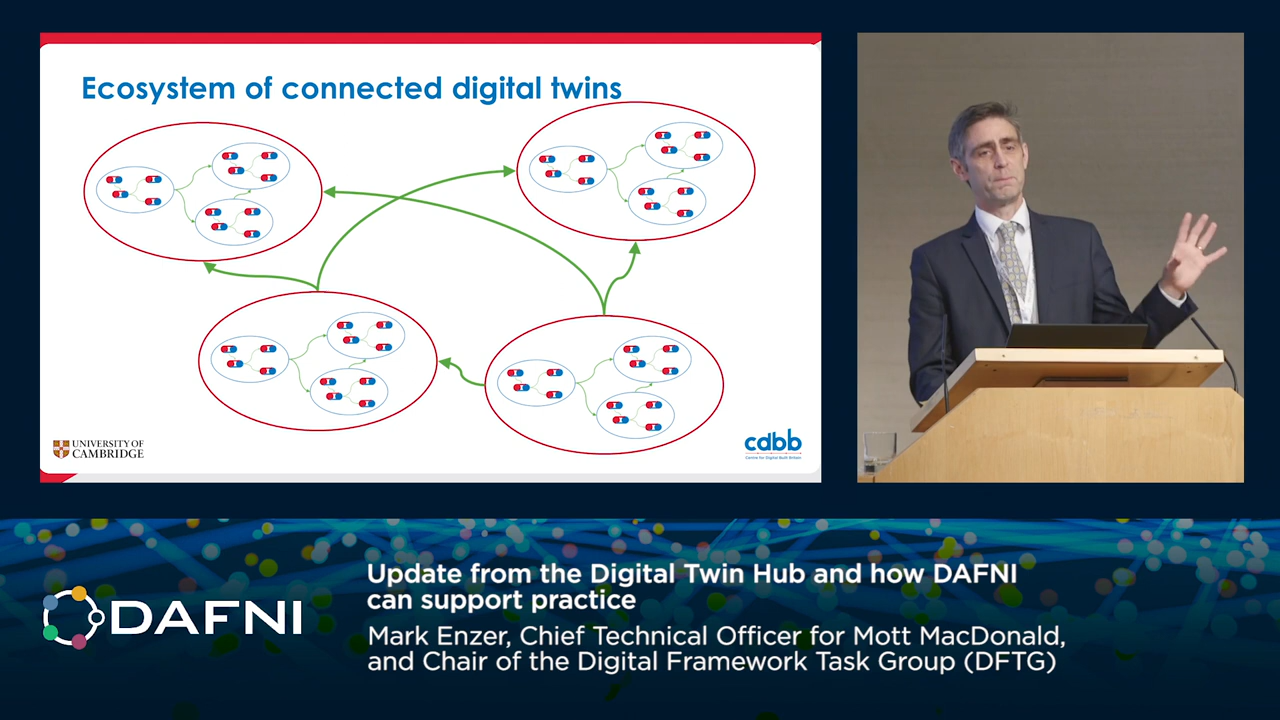 Ecosystem of connected digital twins
UNIVERSITY OF
CAMBRIDGE
cdbb
Centre for Digital Built Britain
DAFNI
Update from the Digital Twin Hub and how DAFNI
can support practice
Mark Enzer, Chief Technical Officer for Mott MacDonald,
and Chair of the Digital Framework Task Group (DFTG)